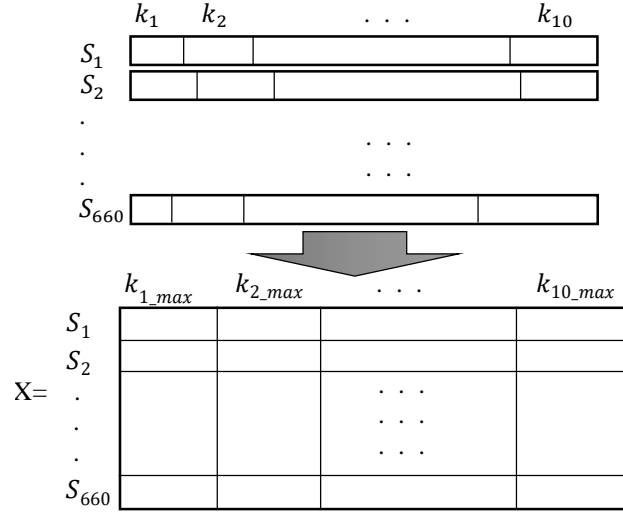 k₁ k₂ . . . k₁₀
S₁
S₂
.
. . . .
. . . .
S₆₆₀
k₁_max k₂_max . . . k₁₀_max
S₁
S₂
X= . . . .
. . . .
. . . .
S₆₆₀